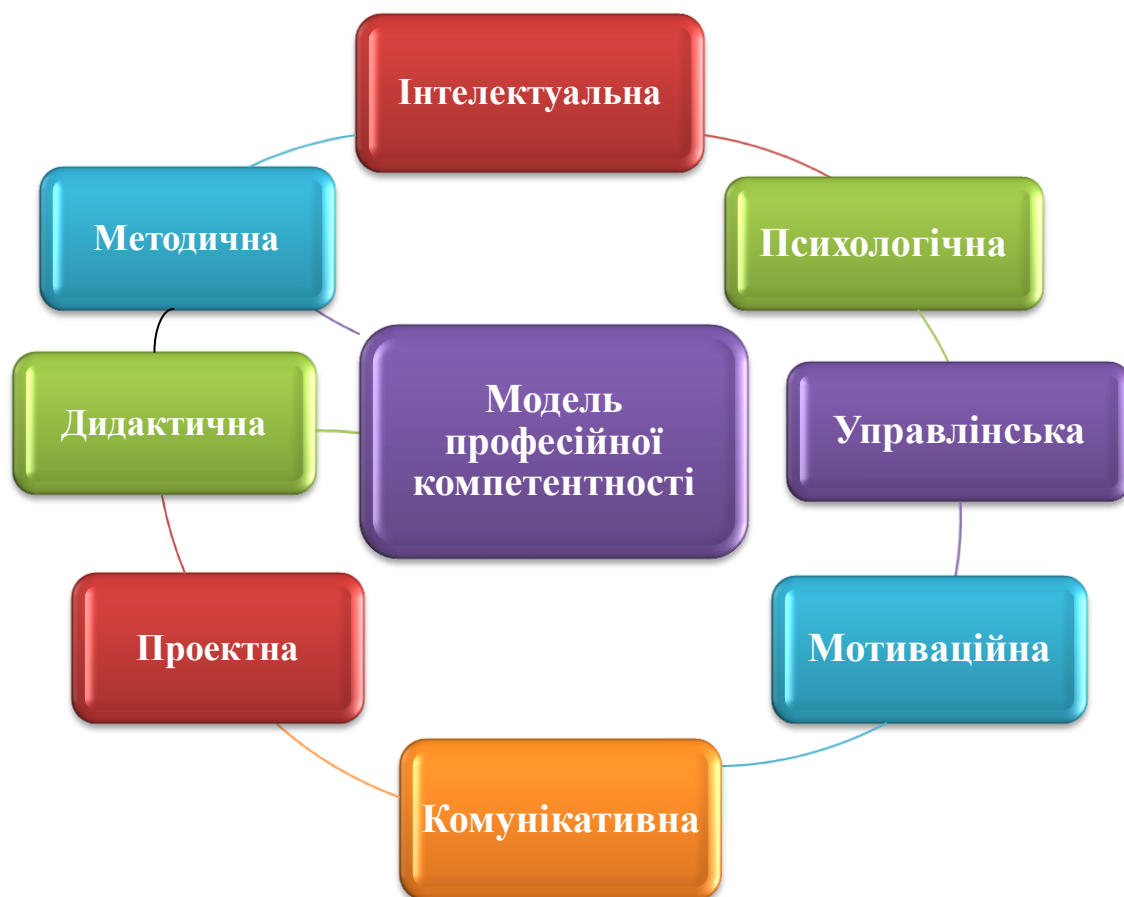 Інтелектуальна
Методична
Психологічна
Модель
професійної
компетентності
Дидактична
Управлінська
Проектна
Мотиваційна
Комунікативна